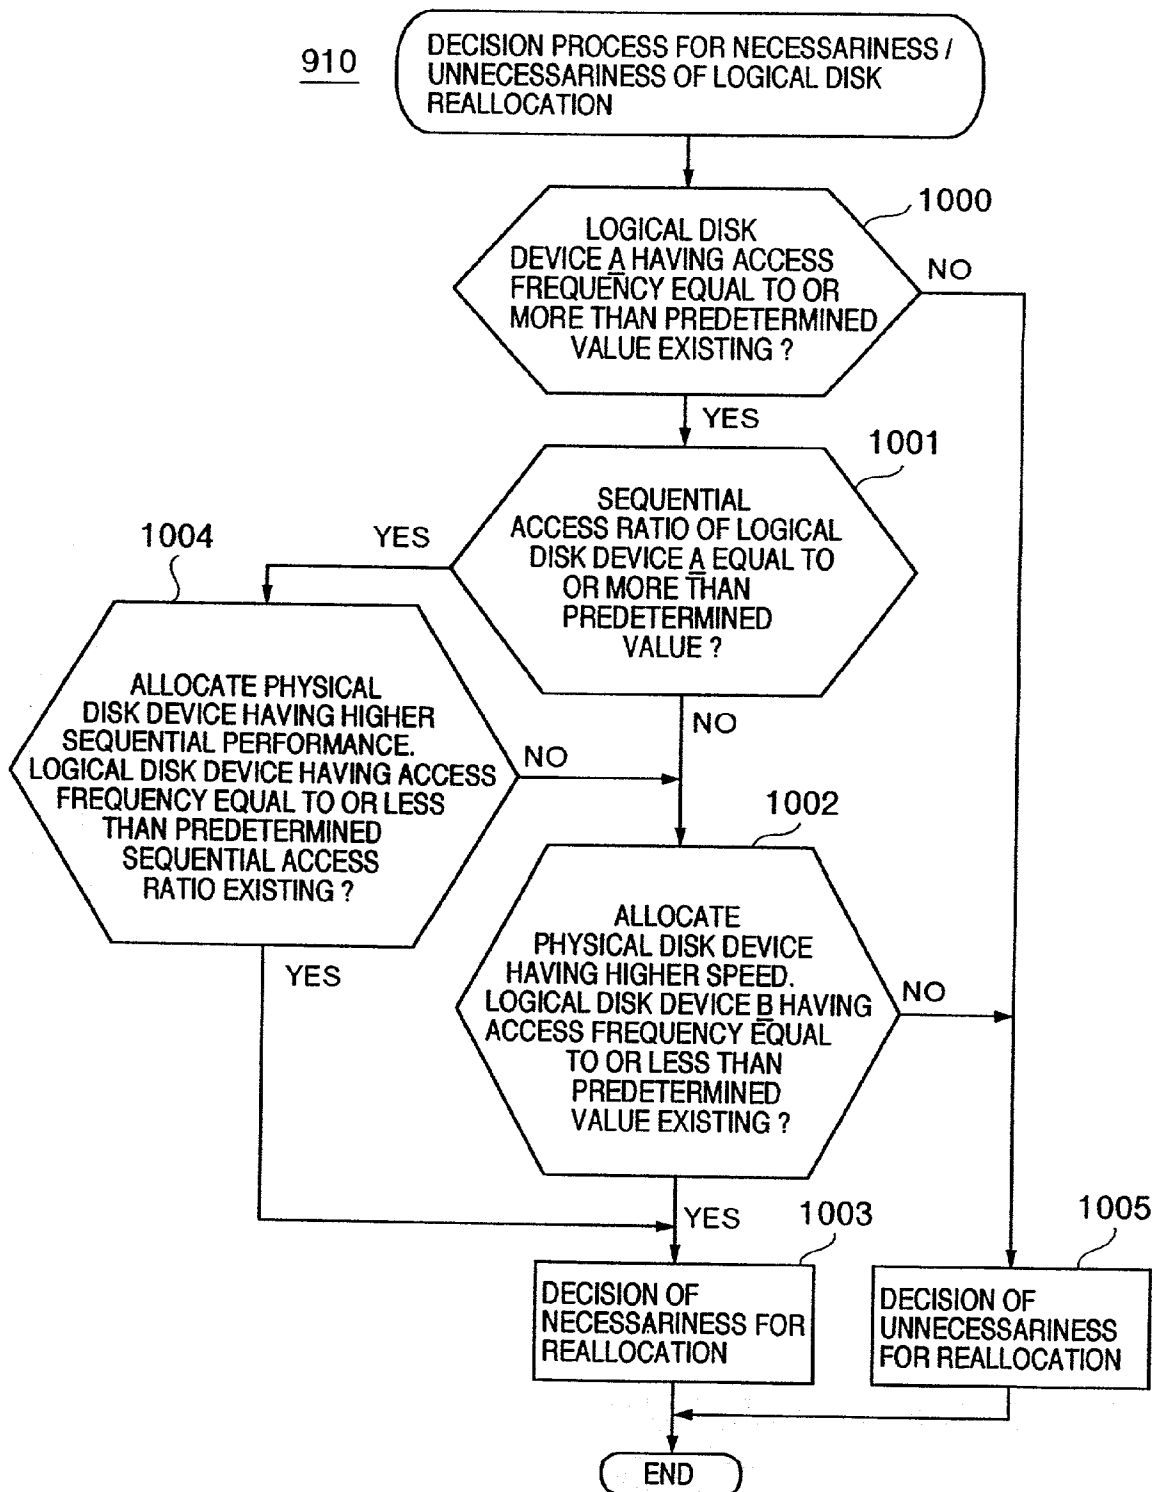 910
DECISION PROCESS FOR NECESSARINESS /
UNNECESSARINESS OF LOGICAL DISK
REALLOCATION
1000
LOGICAL DISK
DEVICE A HAVING ACCESS
FREQUENCY EQUAL TO OR
MORE THAN PREDETERMINED
VALUE EXISTING ?
NO
YES
1001
SEQUENTIAL
ACCESS RATIO OF LOGICAL
DISK DEVICE A EQUAL TO
OR MORE THAN
PREDETERMINED
VALUE ?
YES
NO
1004
ALLOCATE PHYSICAL
DISK DEVICE HAVING HIGHER
SEQUENTIAL PERFORMANCE.
LOGICAL DISK DEVICE HAVING ACCESS
FREQUENCY EQUAL TO OR LESS
THAN PREDETERMINED
SEQUENTIAL ACCESS
RATIO EXISTING ?
NO
YES
1002
ALLOCATE
PHYSICAL DISK DEVICE
HAVING HIGHER SPEED.
LOGICAL DISK DEVICE B HAVING
ACCESS FREQUENCY EQUAL
TO OR LESS THAN
PREDETERMINED
VALUE EXISTING ?
NO
YES
1003
DECISION OF
NECESSARINESS FOR
REALLOCATION
1005
DECISION OF
UNNECESSARINESS
FOR REALLOCATION
END